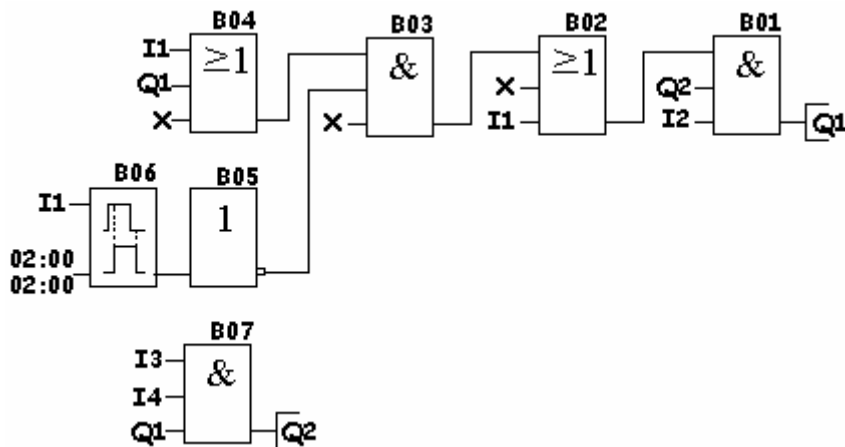 B04 B03 B02 B01
I1 ≥1 & ≥1 &
Q1 × Q2
× × I1 I2 Q1
B06 B05
I1 1
02:00
02:00
B07
I3 &
I4
Q1 Q2